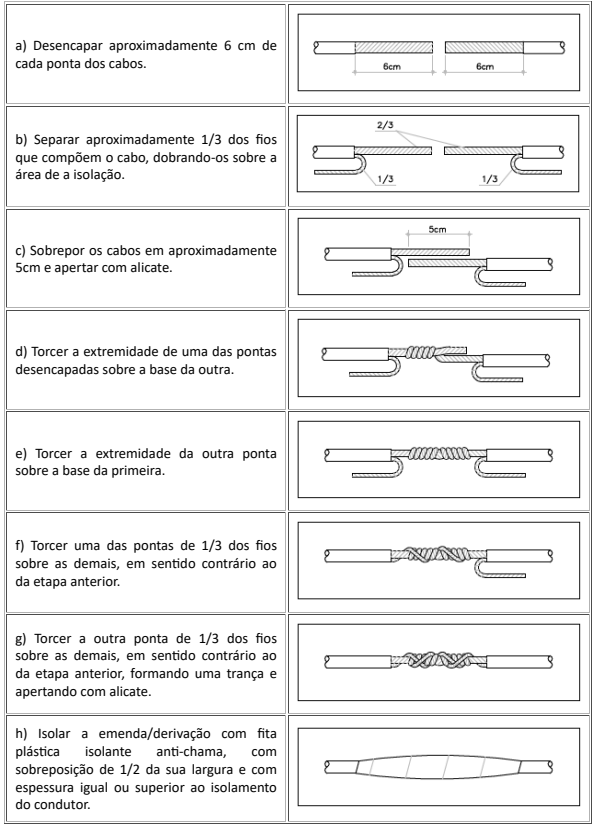 a) Desencapar aproximadamente 6 cm de
cada ponta dos cabos.
6cm
6cm
b) Separar aproximadamente 1/3 dos fios
que compõem o cabo, dobrando-os sobre a
área de a isolação.
2/3
1/3
1/3
c) Sobrepor os cabos em aproximadamente
5cm e apertar com alicate.
5cm
d) Torcer a extremidade de uma das pontas
desencapadas sobre a base da outra.
e) Torcer a extremidade da outra ponta
sobre a base da primeira.
f) Torcer uma das pontas de 1/3 dos fios
sobre as demais, em sentido contrário ao
da etapa anterior.
g) Torcer a outra ponta de 1/3 dos fios
sobre as demais, em sentido contrário ao
da etapa anterior, formando uma trança e
apertando com alicate.
h) Isolar a emenda/derivação com fita
plástica isolante anti-chama, com
sobreposição de 1/2 da sua largura e com
espessura igual ou superior ao isolamento
do condutor.